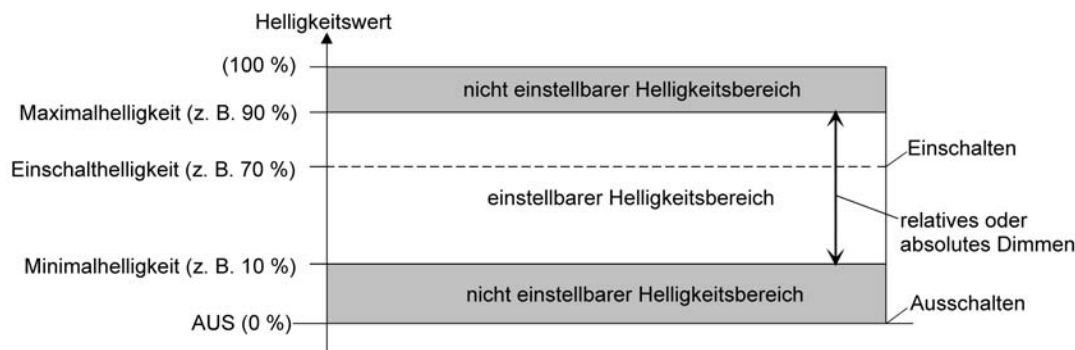 Helligkeitswert
(100 %)
nicht einstellbarer Helligkeitsbereich
Maximalhelligkeit (z. B. 90 %)
Einschalten
Einschalthelligkeit (z. B. 70 %)
einstellbarer Helligkeitsbereich
relatives oder
absolutes Dimmen
Minimalhelligkeit (z. B. 10 %)
nicht einstellbarer Helligkeitsbereich
Ausschalten
AUS (0 %)